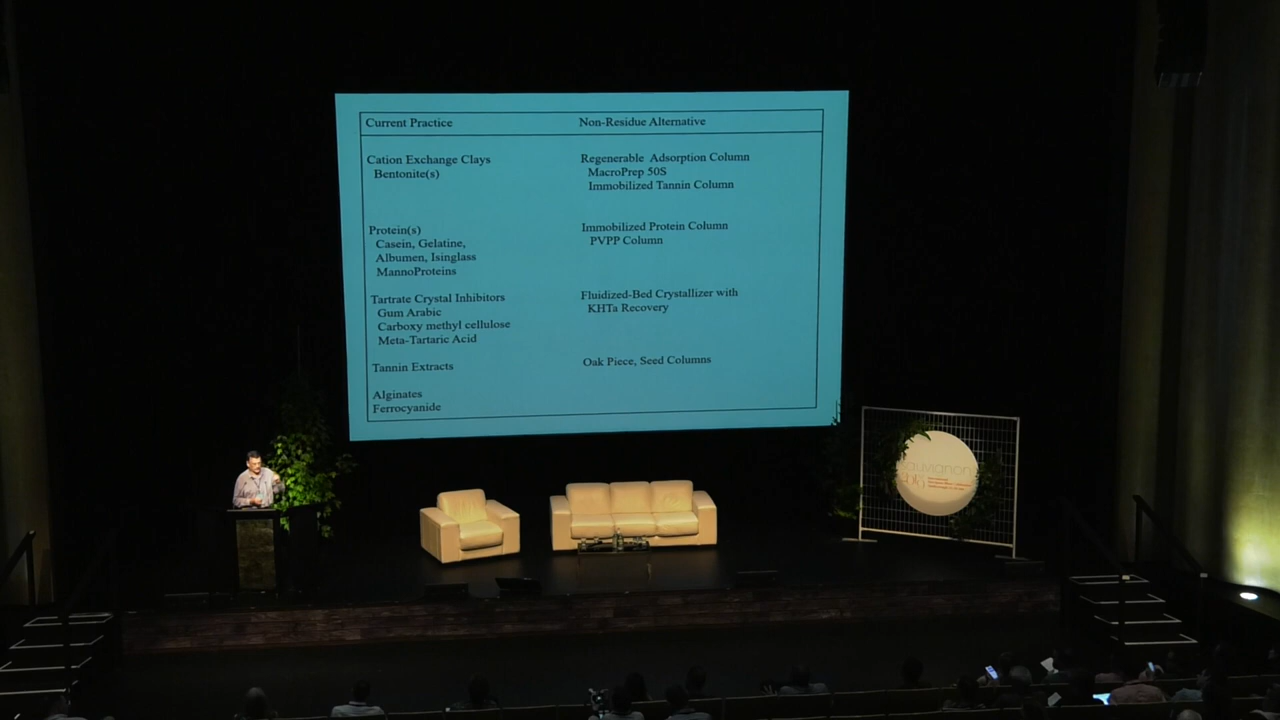 Current Practice Non-Residue Alternative
Cation Exchange Clays Regenerable Adsorption Column
Bentonite(s) MacroPrep 50S
Immobilized Tannin Column
Protein(s) Immobilized Protein Column
Casein, Gelatine, PVPP Column
Albumen, Isinglass
MannoProteins
Tartrate Crystal Inhibitors Fluidized-Bed Crystallizer with
Gum Arabic KHTa Recovery
Carboxy methyl cellulose
Meta-Tartaric Acid
Tannin Extracts Oak Piece, Seed Columns
Alginates
Ferrocyanide